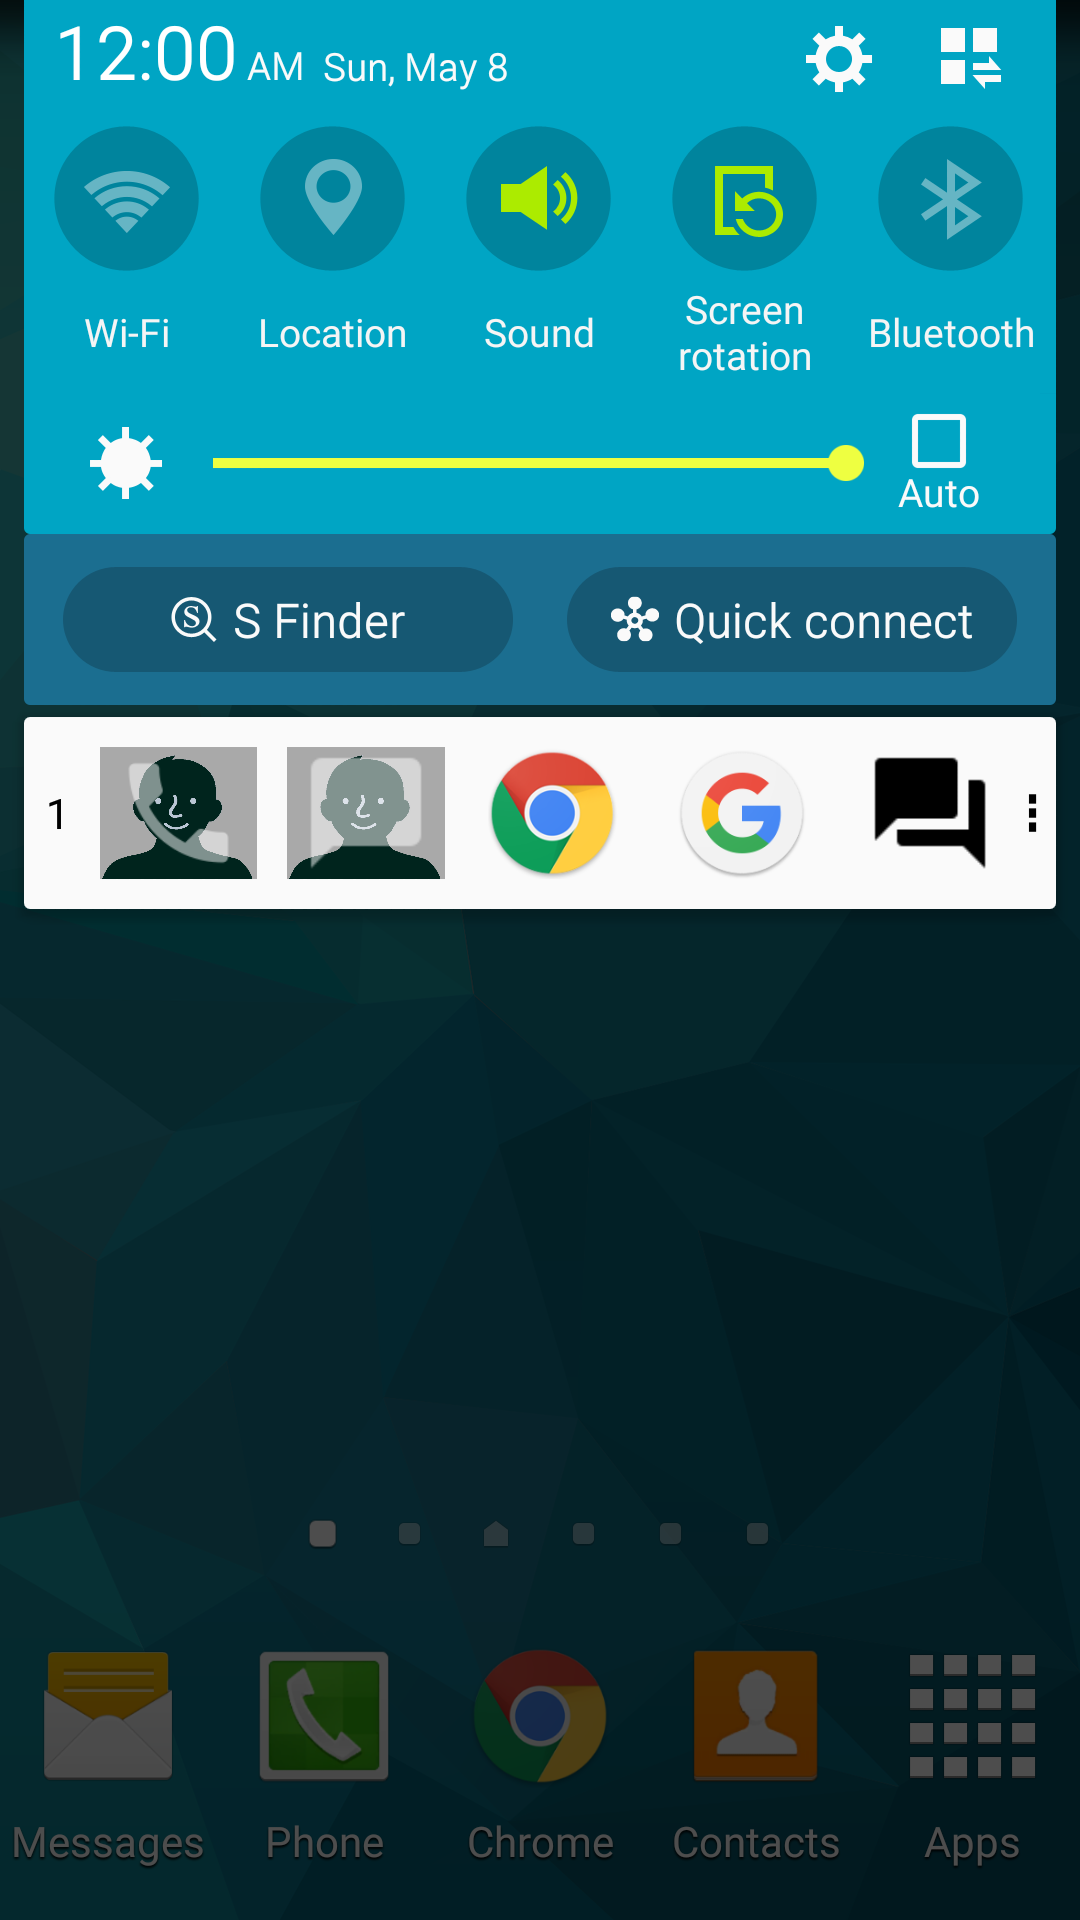 12:00 AM Sun, May 8
Wi-Fi
Location
Sound
Screen
rotation
Bluetooth
Auto
S Finder
Quick connect
1
Messages
Phone
Chrome
Contacts
Apps